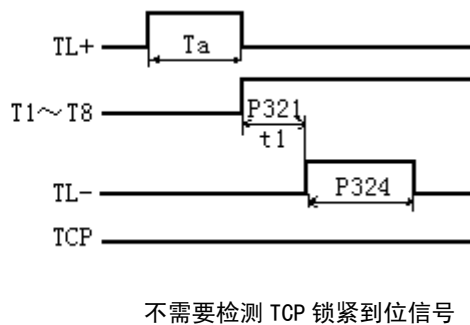 TL+
Ta
T1～T8
P321
t1
TL-
P324
TCP
不需要检测 TCP 锁紧到位信号